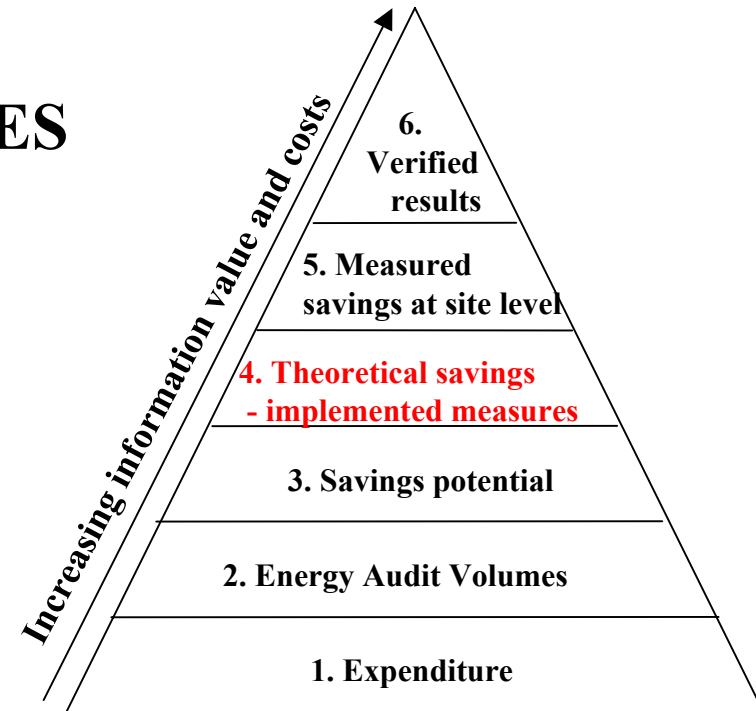 ES
Increasing information value and costs
6.
Verified
results
5. Measured
savings at site level
4. Theoretical savings
- implemented measures
3. Savings potential
2. Energy Audit Volumes
1. Expenditure